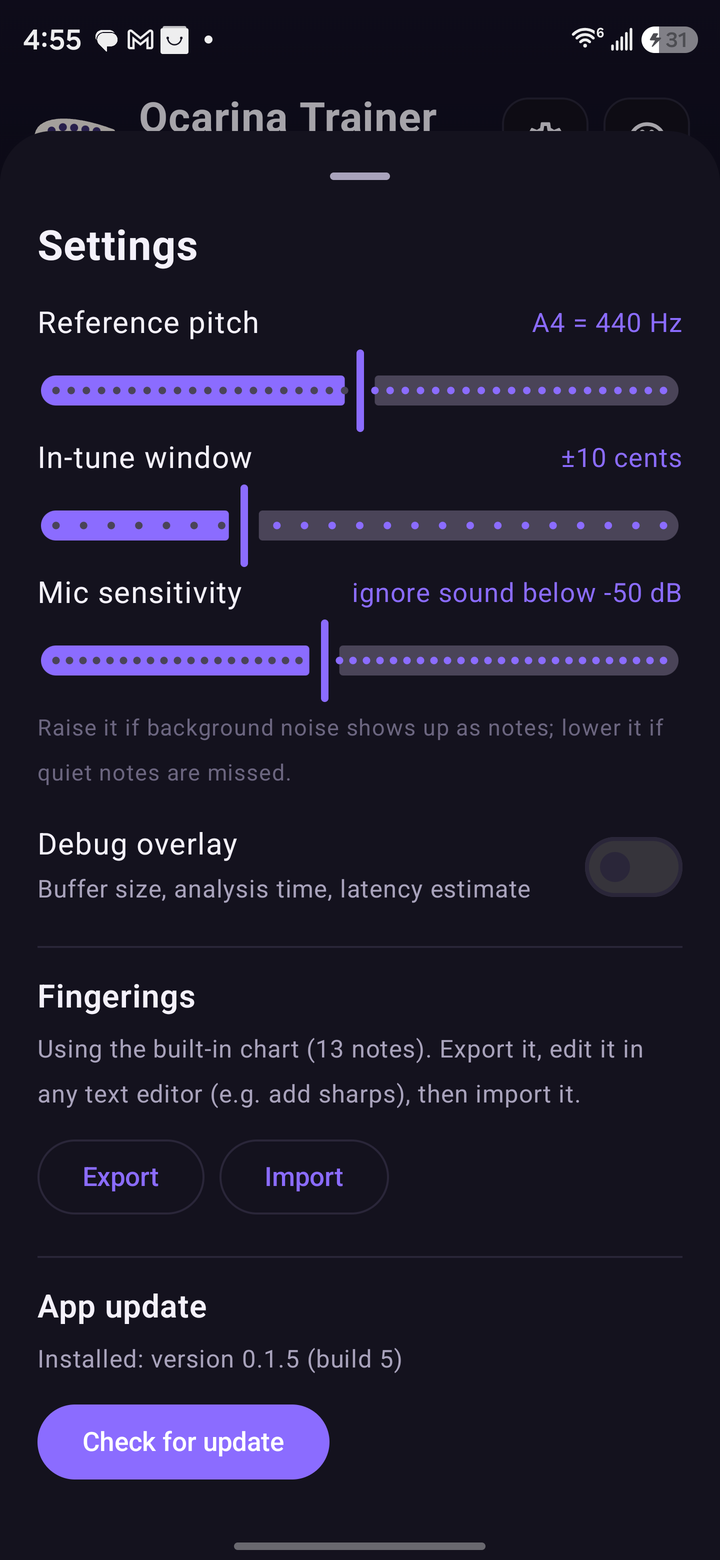 4:55
6
31
Ocarina Trainer
Settings
Reference pitch
A4 = 440 Hz
In-tune window
±10 cents
Mic sensitivity
ignore sound below -50 dB
Raise it if background noise shows up as notes; lower it if
quiet notes are missed.
Debug overlay
Buffer size, analysis time, latency estimate
Fingerings
Using the built-in chart (13 notes). Export it, edit it in
any text editor (e.g. add sharps), then import it.
Export
Import
App update
Installed: version 0.1.5 (build 5)
Check for update